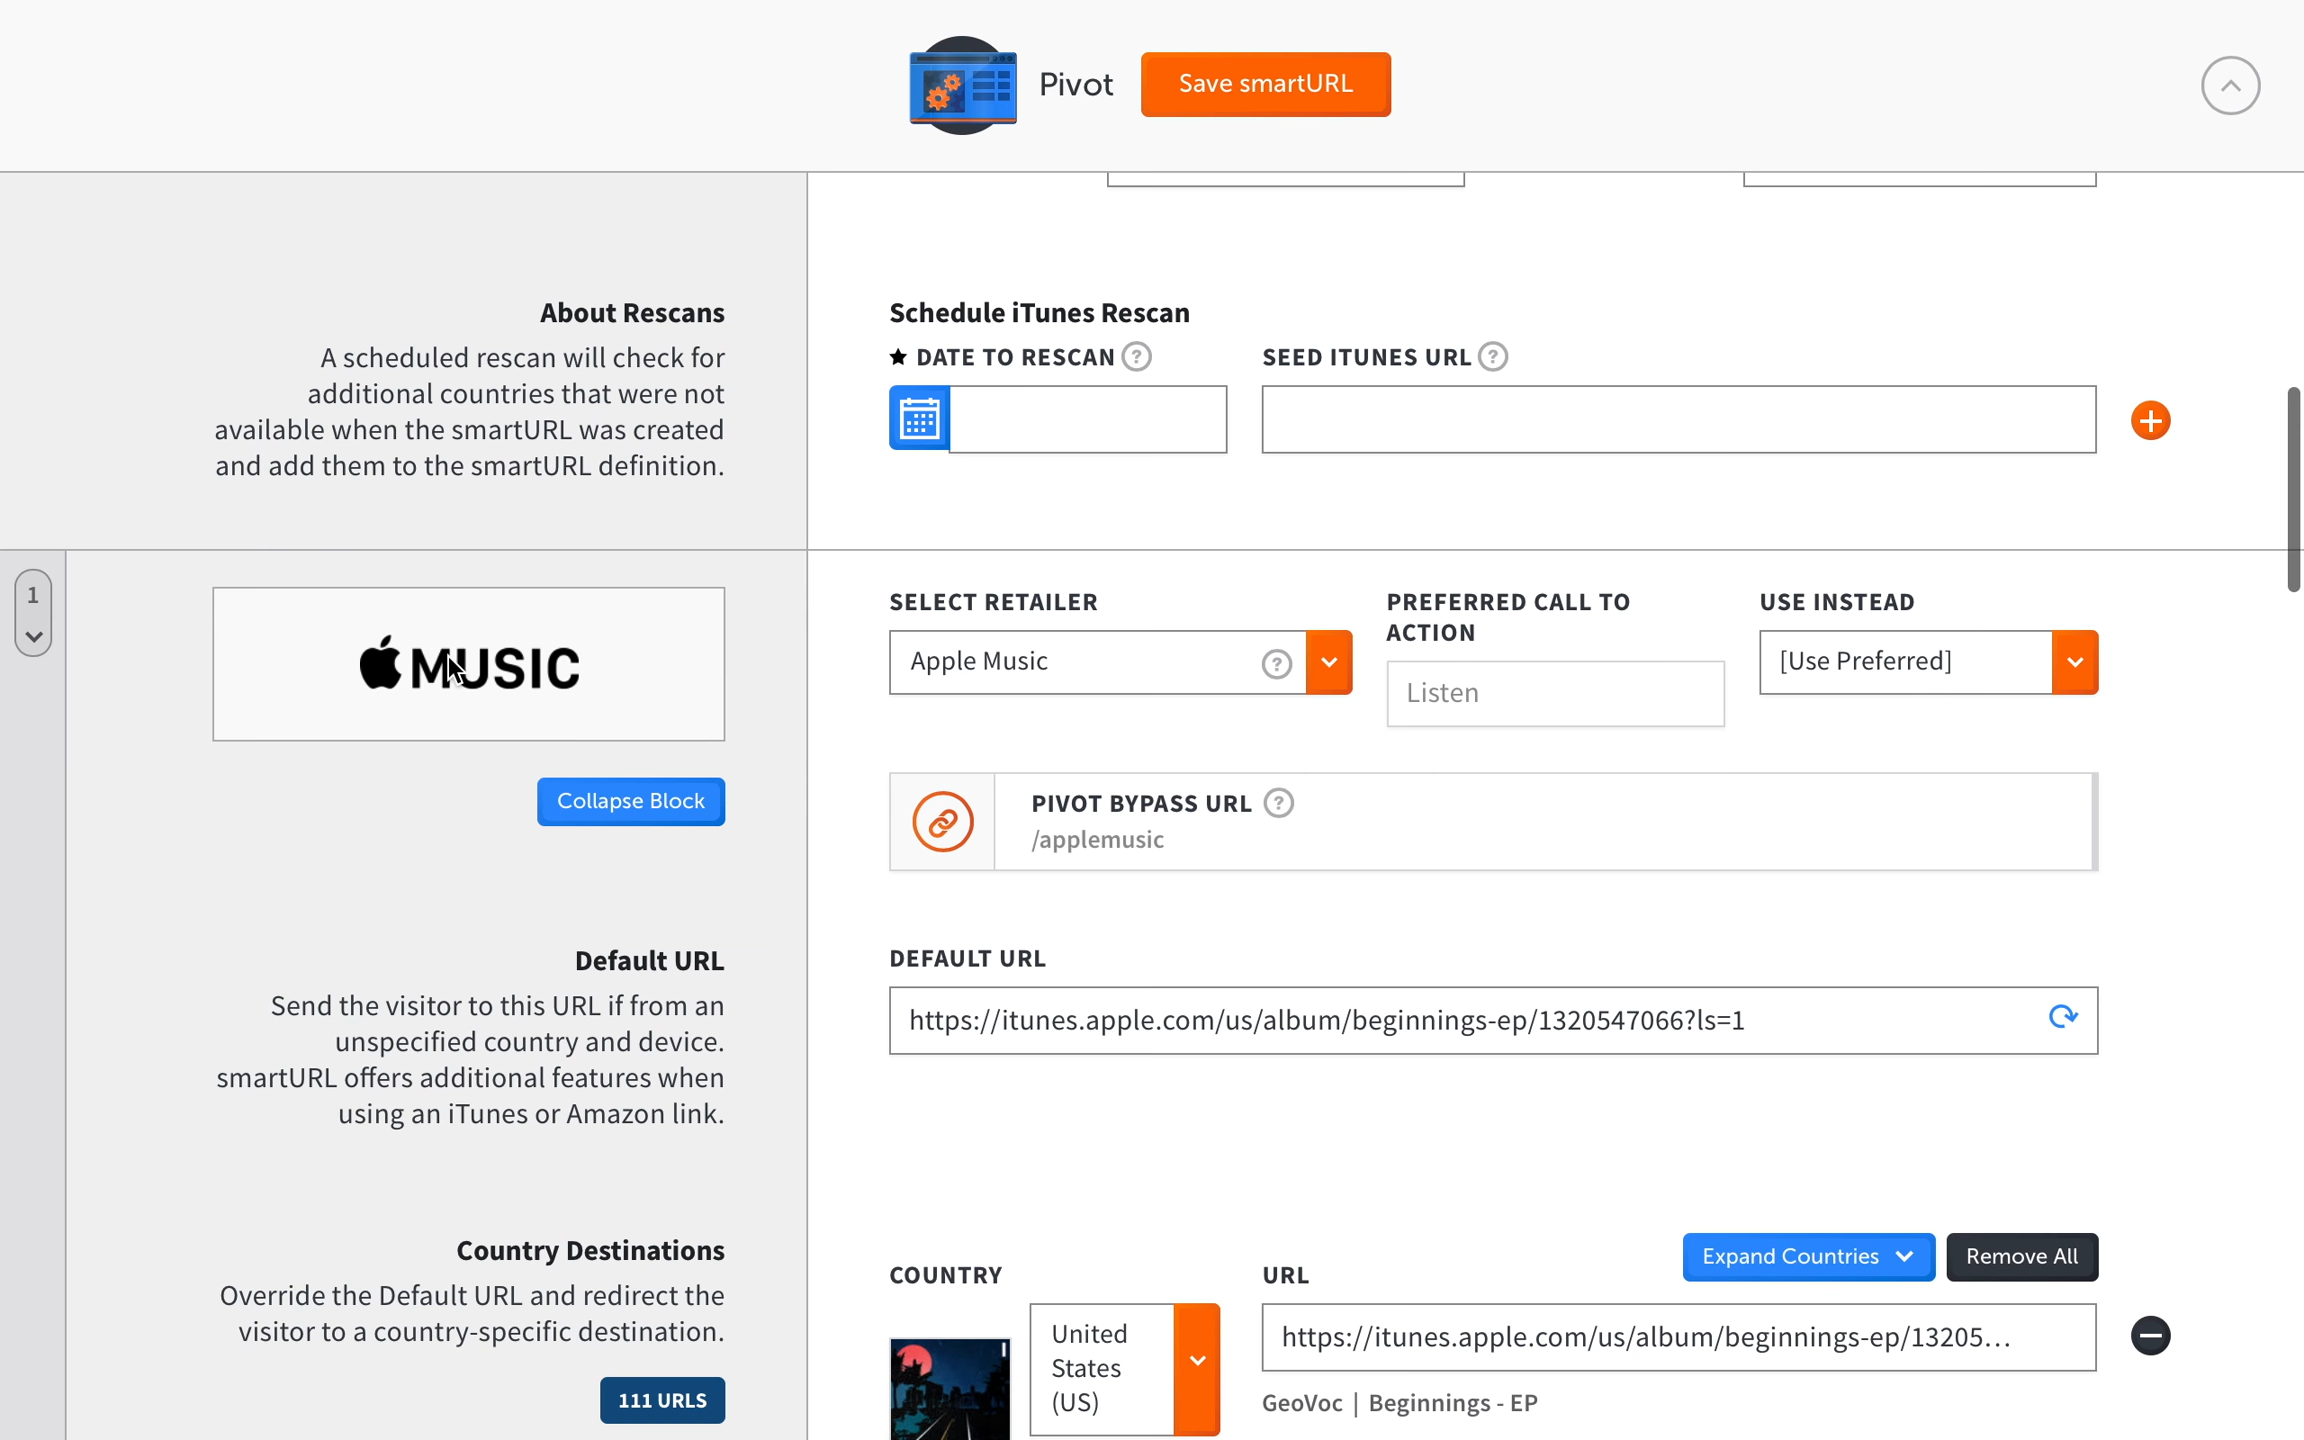 Pivot
Save smartURL
About Rescans
A scheduled rescan will check for
additional countries that were not
available when the smartURL was created
and add them to the smartURL definition.
Schedule iTunes Rescan
★ DATE TO RESCAN ?
SEED ITUNES URL ?
1
MUSIC
Collapse Block
SELECT RETAILER
Apple Music ?
PREFERRED CALL TO
ACTION
Listen
USE INSTEAD
[Use Preferred]
PIVOT BYPASS URL ?
/applemusic
Default URL
Send the visitor to this URL if from an
unspecified country and device.
smartURL offers additional features when
using an iTunes or Amazon link.
DEFAULT URL
https://itunes.apple.com/us/album/beginnings-ep/1320547066?ls=1
Country Destinations
Override the Default URL and redirect the
visitor to a country-specific destination.
111 URLS
Expand Countries
Remove All
COUNTRY
URL
United
States
(US)
https://itunes.apple.com/us/album/beginnings-ep/13205...
GeoVoc | Beginnings - EP